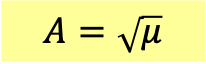 A = √μ